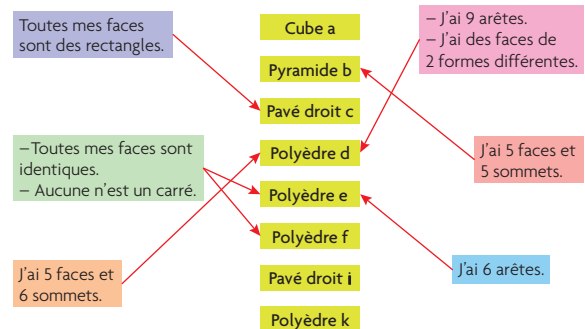 Toutes mes faces
sont des rectangles.
– Toutes mes faces sont
identiques.
– Aucune n'est un carré.
J'ai 5 faces et
6 sommets.
Cube a
Pyramide b
Pavé droit c
Polyèdre d
Polyèdre e
Polyèdre f
Pavé droit i
Polyèdre k
– J'ai 9 arêtes.
– J'ai des faces de
2 formes différentes.
J'ai 5 faces et
5 sommets.
J'ai 6 arêtes.